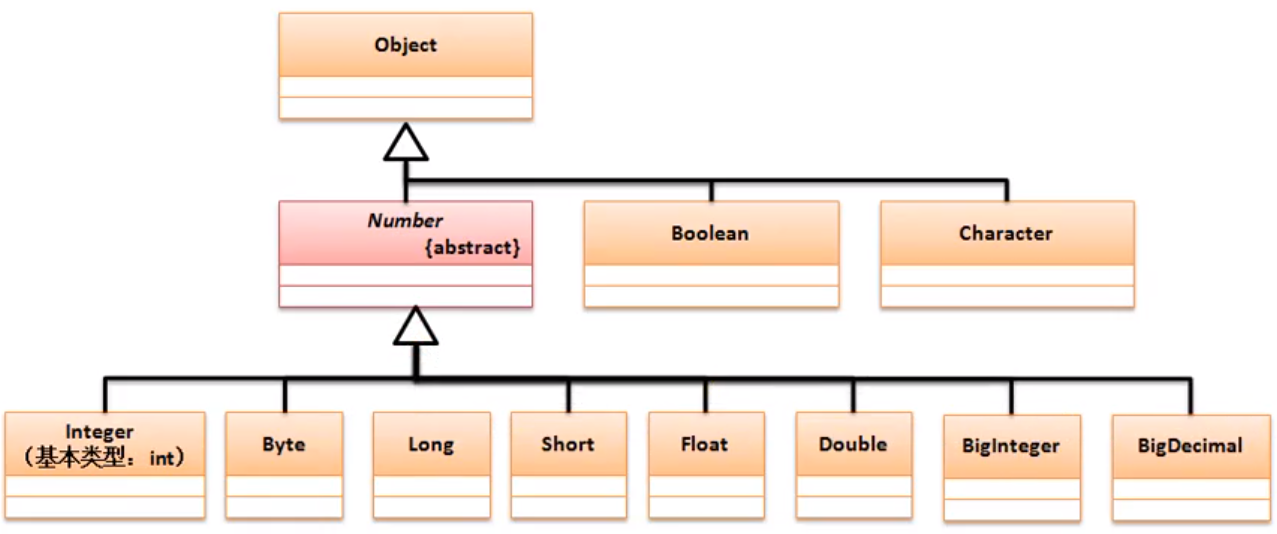 Object
Number
{abstract}
Boolean
Character
Integer
（基本类型：int）
Byte
Long
Short
Float
Double
BigInteger
BigDecimal